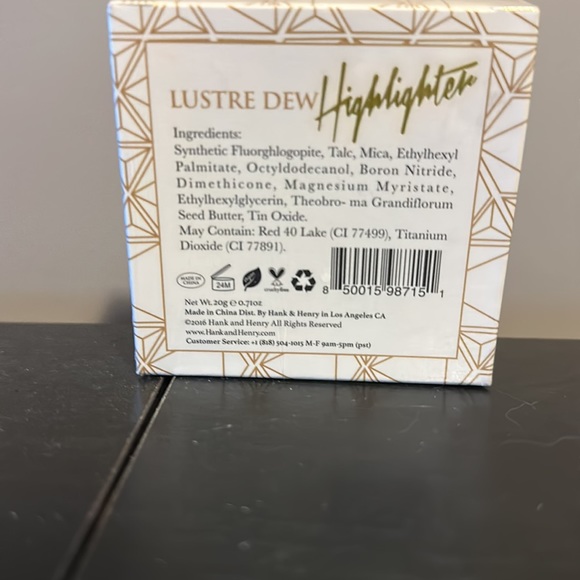 LUSTRE DEW Highlighter
Ingredients:
Synthetic Fluorghlogopite, Talc, Mica, Ethylhexyl
Palmitate, Octyldodecanol, Boron Nitride,
Dimethicone, Magnesium Myristate,
Ethylhexylglycerin, Theobro- ma Grandiflorum
Seed Butter, Tin Oxide.
May Contain: Red 40 Lake (CI 77499), Titanium
Dioxide (CI 77891).
MADE IN CHINA
24M
crueltyfree
8 50015 98715 1
Net Wt. 20g e 0.71oz
Made in China Dist. By Hank & Henry in Los Angeles CA
©2016 Hank and Henry All Rights Reserved
www.HankandHenry.com
Customer Service: +1 (818) 504-1015 M-F 9am-5pm (pst)